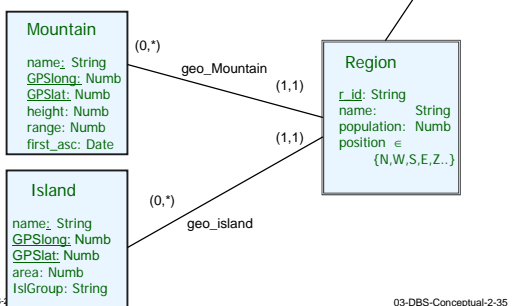 Mountain
name: String
GPSlong: Numb
GPSlat: Numb
height: Numb
range: Numb
first_asc: Date
(0,*)
geo_Mountain
(1,1)
Region
r_id: String
name: String
population: Numb
position ∈
{N,W,S,E,Z..}
(1,1)
(0,*)
geo_island
Island
name: String
GPSlong: Numb
GPSlat: Numb
area: Numb
IslGroup: String
03-DBS-Conceptual-2-35